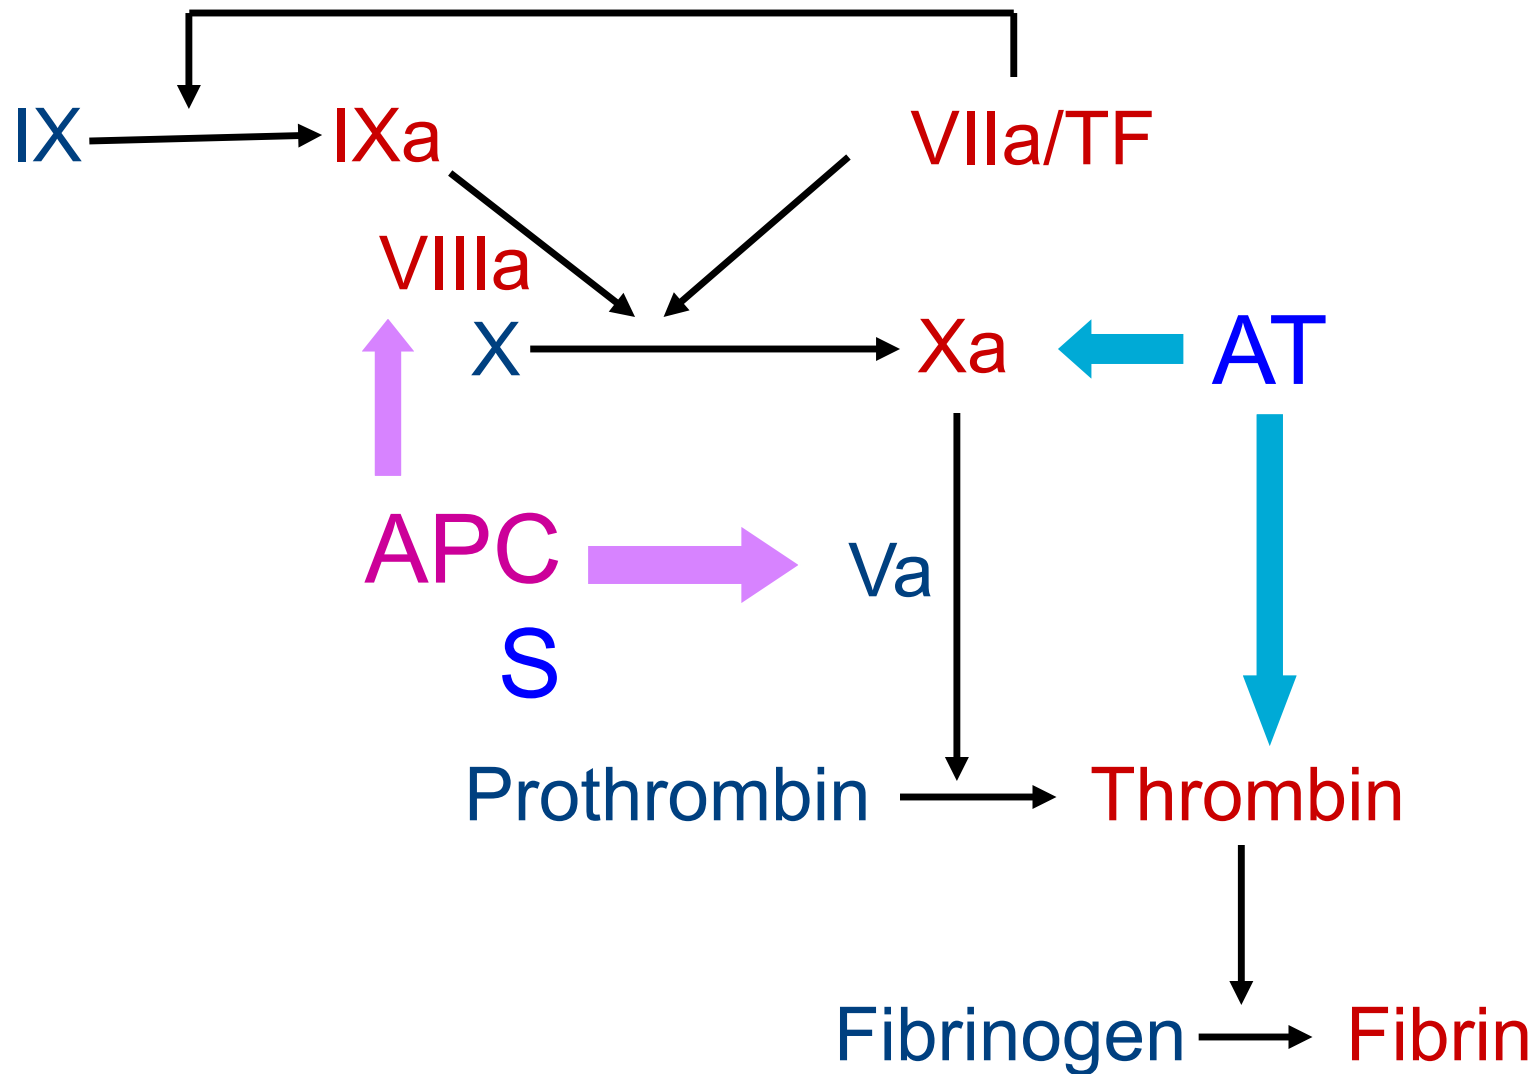 IX IXa VIIa/TF
VIIIa
X Xa AT
APC Va
S
Prothrombin Thrombin
Fibrinogen Fibrin